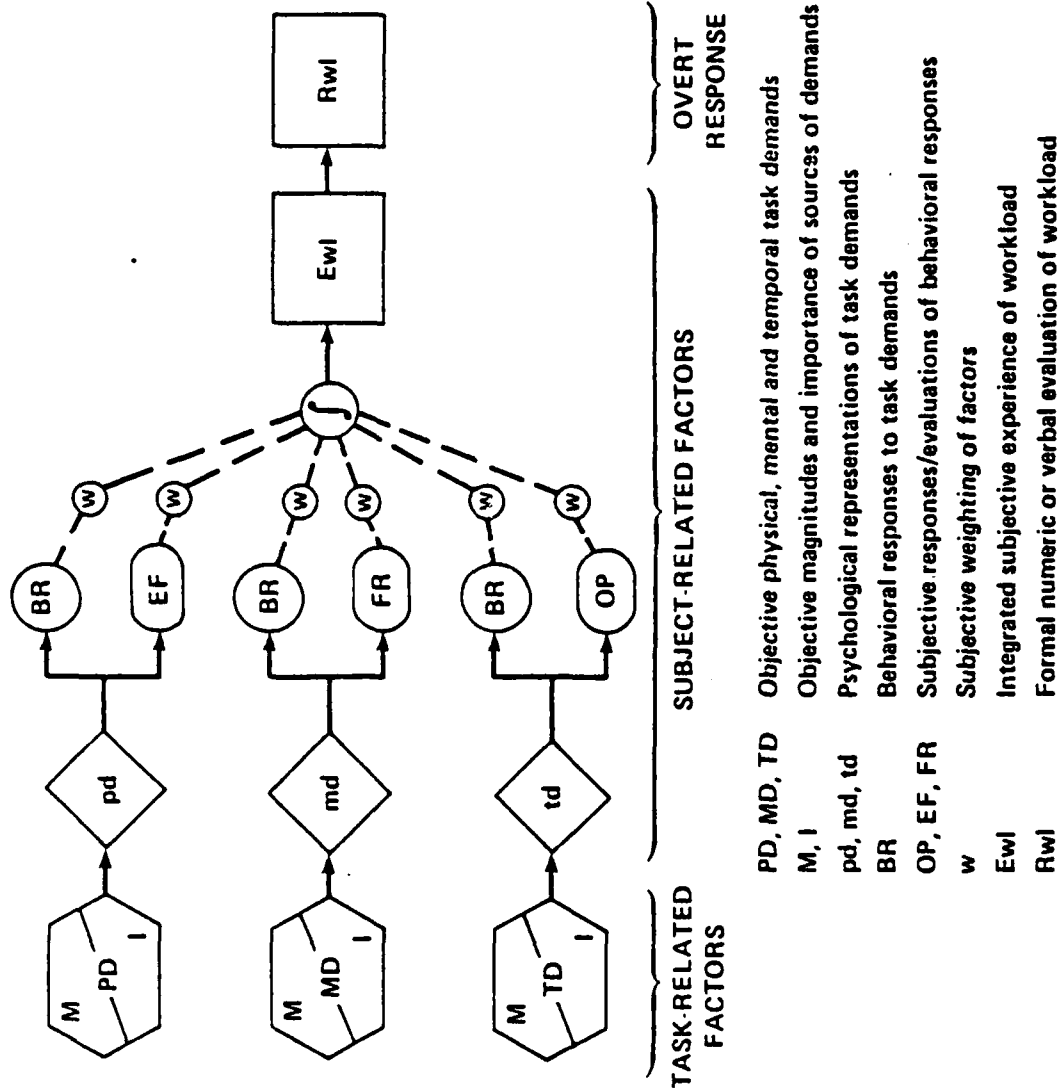 M
PD
I
pd
BR
EF
w
w
M
MD
I
md
BR
FR
w
w
∫
Ewl
Rwl
M
TD
I
td
BR
OP
w
w
TASK-RELATED
FACTORS
SUBJECT-RELATED FACTORS
OVERT
RESPONSE
PD, MD, TD Objective physical, mental and temporal task demands
M, I Objective magnitudes and importance of sources of demands
pd, md, td Psychological representations of task demands
BR Behavioral responses to task demands
OP, EF, FR Subjective responses/evaluations of behavioral responses
w Subjective weighting of factors
Ewl Integrated subjective experience of workload
Rwl Formal numeric or verbal evaluation of workload